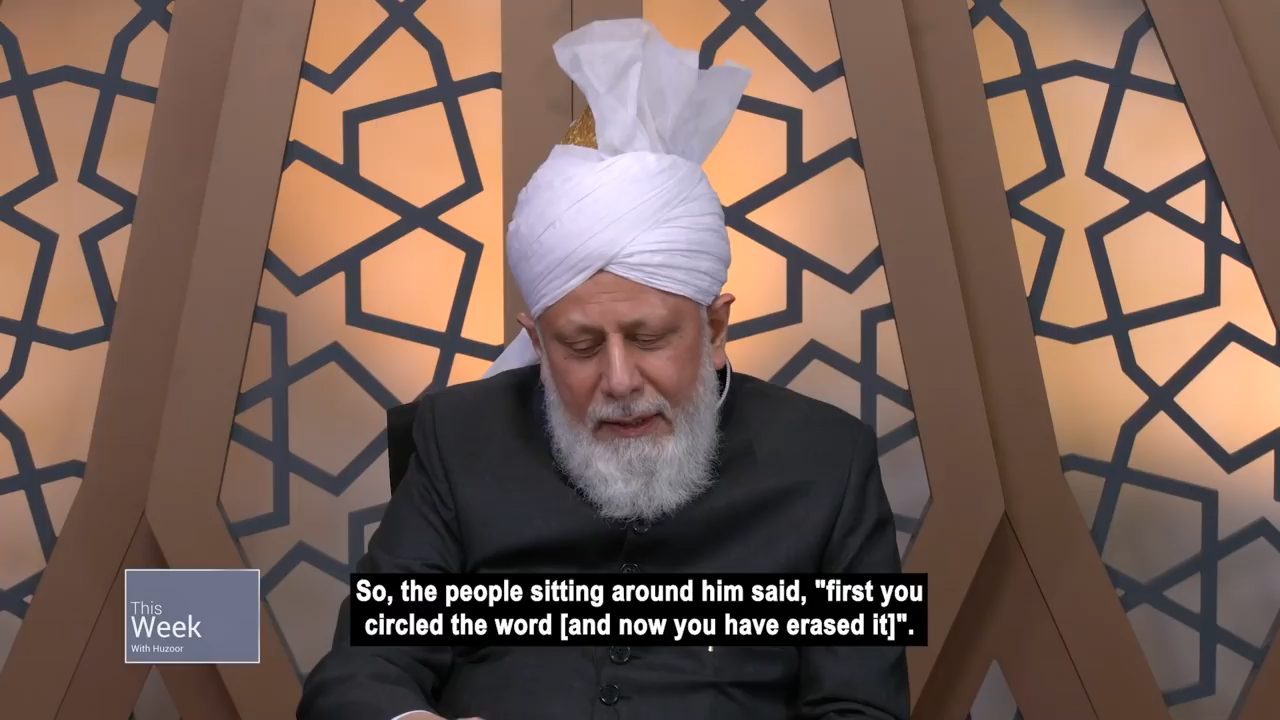 This
Week
With Huzoor
So, the people sitting around him said, "first you
circled the word [and now you have erased it]".